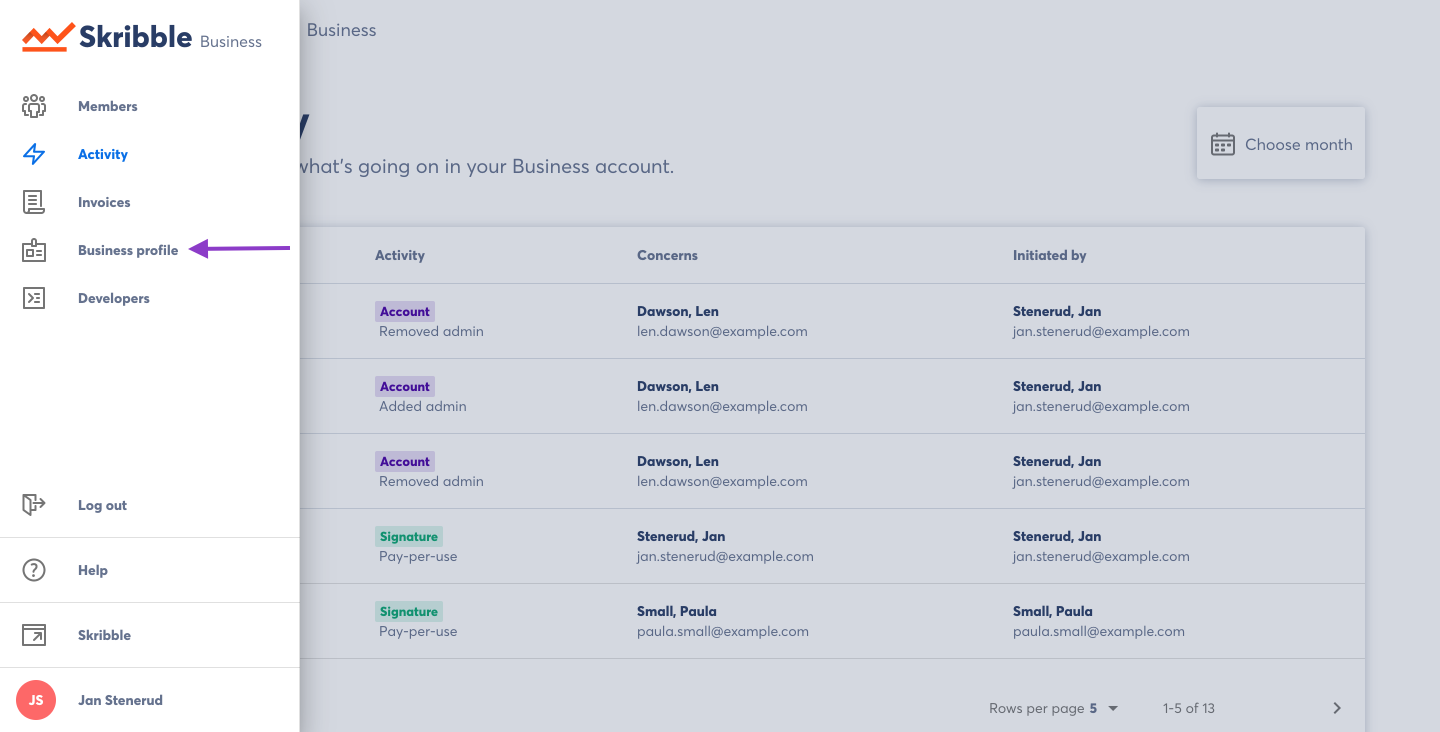 Skribble Business
Members
Activity
Invoices
Business profile
Developers
Log out
Help
Skribble
JS Jan Stenerud
Business
what's going on in your Business account.
Choose month
Activity Concerns Initiated by
Account Dawson, Len Stenerud, Jan
Removed admin len.dawson@example.com jan.stenerud@example.com
Account Dawson, Len Stenerud, Jan
Added admin len.dawson@example.com jan.stenerud@example.com
Account Dawson, Len Stenerud, Jan
Removed admin len.dawson@example.com jan.stenerud@example.com
Signature Stenerud, Jan Stenerud, Jan
Pay-per-use jan.stenerud@example.com jan.stenerud@example.com
Signature Small, Paula Small, Paula
Pay-per-use paula.small@example.com paula.small@example.com
Rows per page 5 1-5 of 13